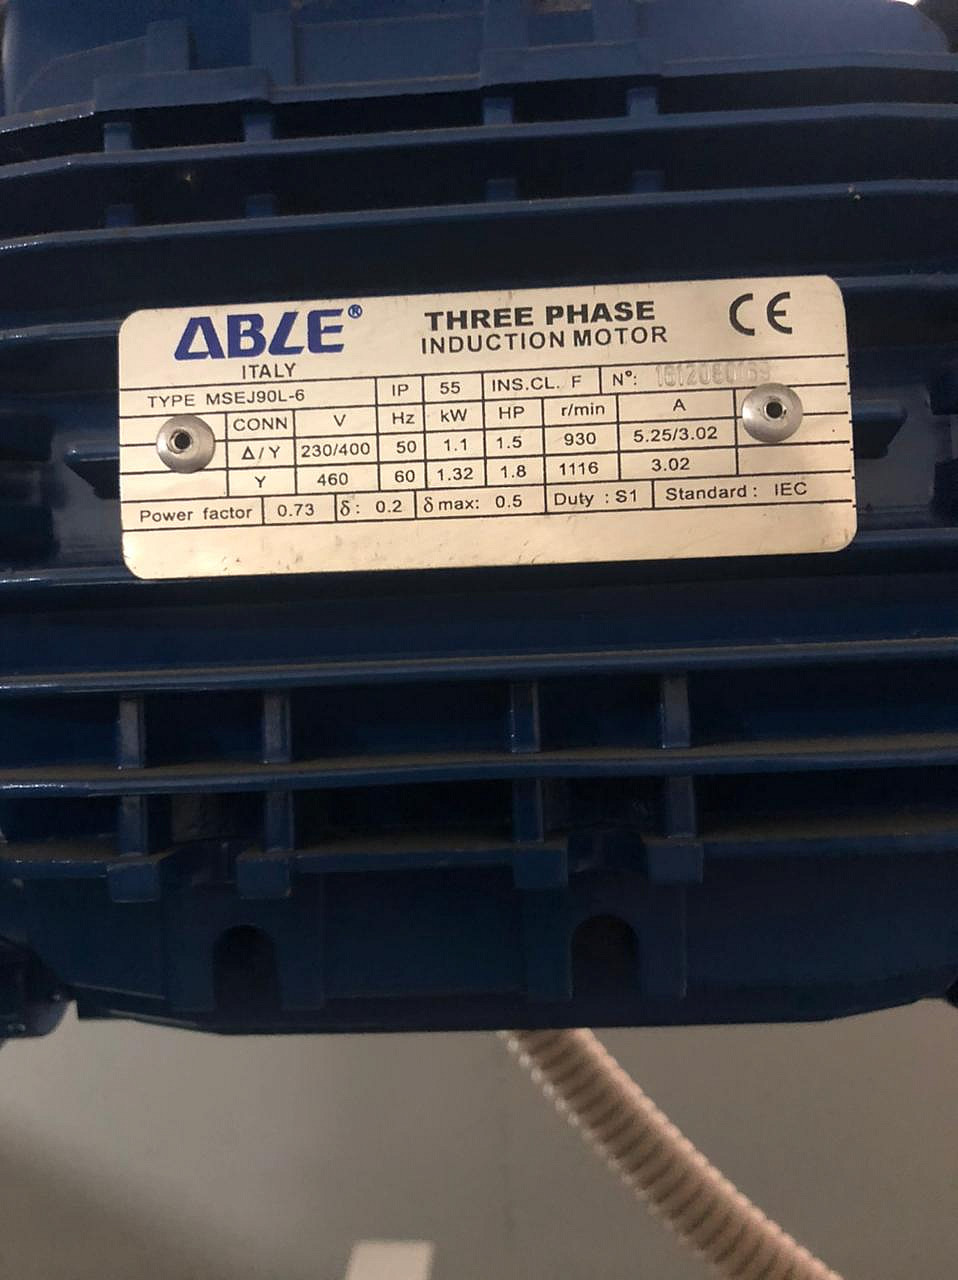 ABLE®
ITALY
THREE PHASE
INDUCTION MOTOR
CE
TYPE MSEJ90L-6 IP 55 INS.CL. F N°:
CONN V Hz kW HP r/min A
Δ/Y 230/400 50 1.1 1.5 930 5.25/3.02
Y 460 60 1.32 1.8 1116 3.02
Power factor 0.73 δ: 0.2 δ max: 0.5 Duty : S1 Standard : IEC